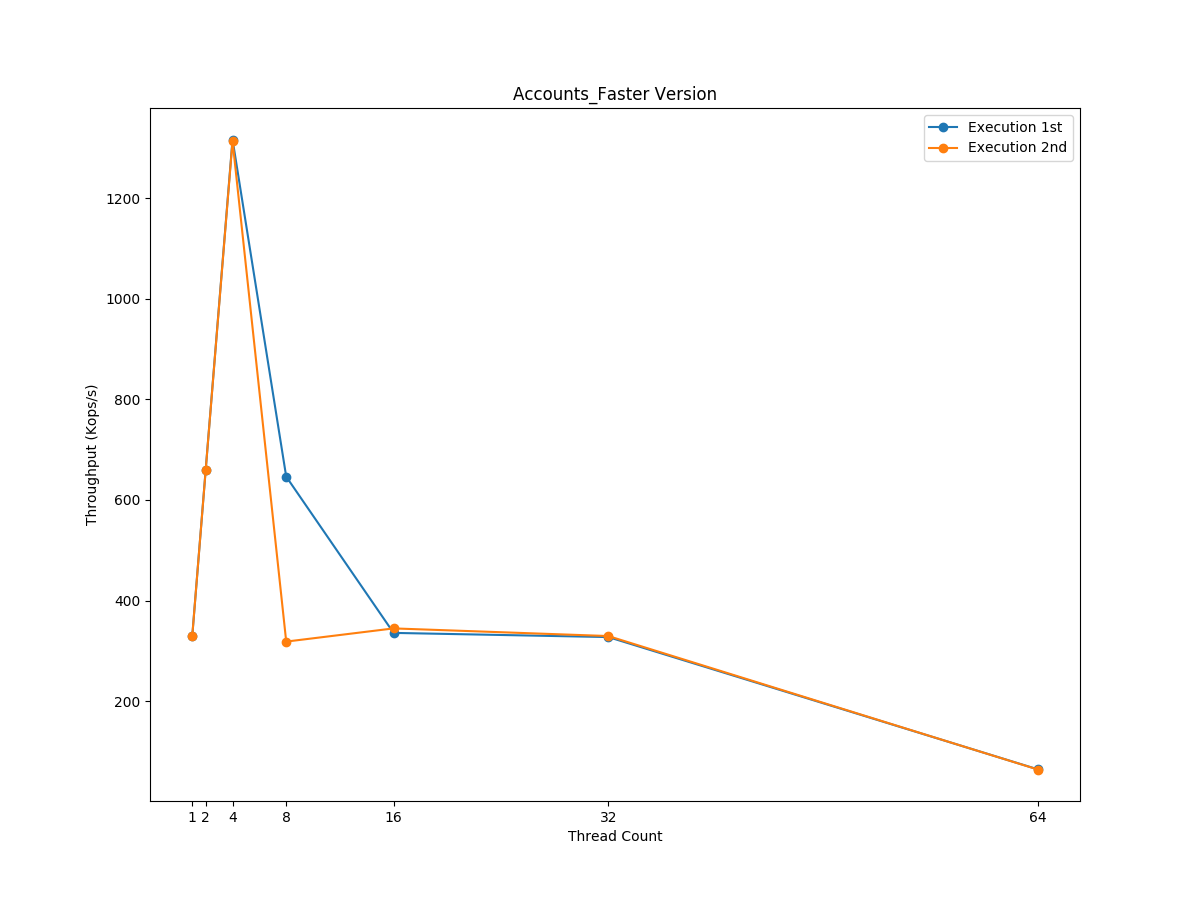 Accounts_Faster Version
Execution 1st
Execution 2nd
Throughput (Kops/s)
1200
1000
800
600
400
200
1 2 4 8 16 32 64
Thread Count